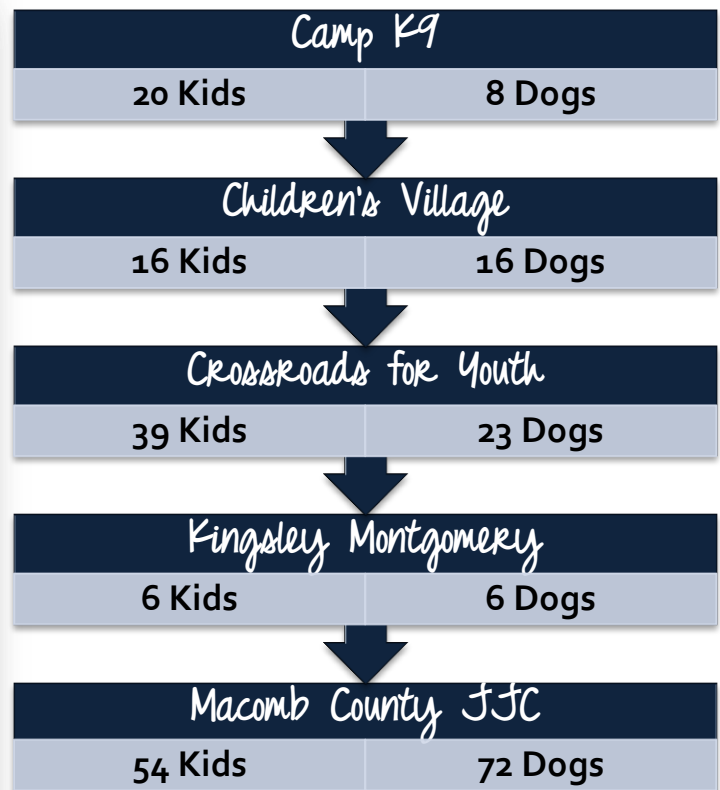 Camp K9
20 Kids 8 Dogs
Children's Village
16 Kids 16 Dogs
Crossroads for Youth
39 Kids 23 Dogs
Kingsley Montgomery
6 Kids 6 Dogs
Macomb County JJC
54 Kids 72 Dogs